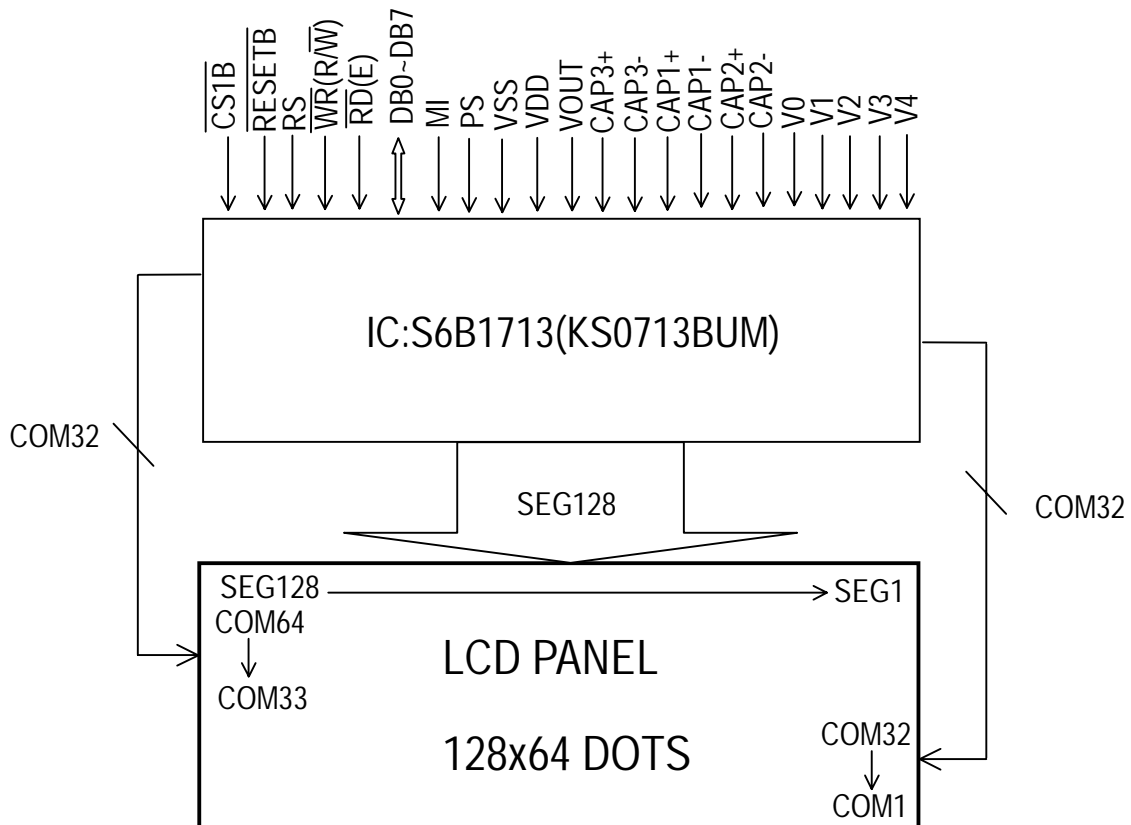 CS1B
RESETB
RS
WR(R/W)
RD(E)
DB0~DB7
MI
PS
VSS
VDD
VOUT
CAP3+
CAP3-
CAP1+
CAP1-
CAP2+
CAP2-
V0
V1
V2
V3
V4
IC:S6B1713(KS0713BUM)
COM32
SEG128
COM32
SEG128
SEG1
COM64
COM33
LCD PANEL
128x64 DOTS
COM32
COM1